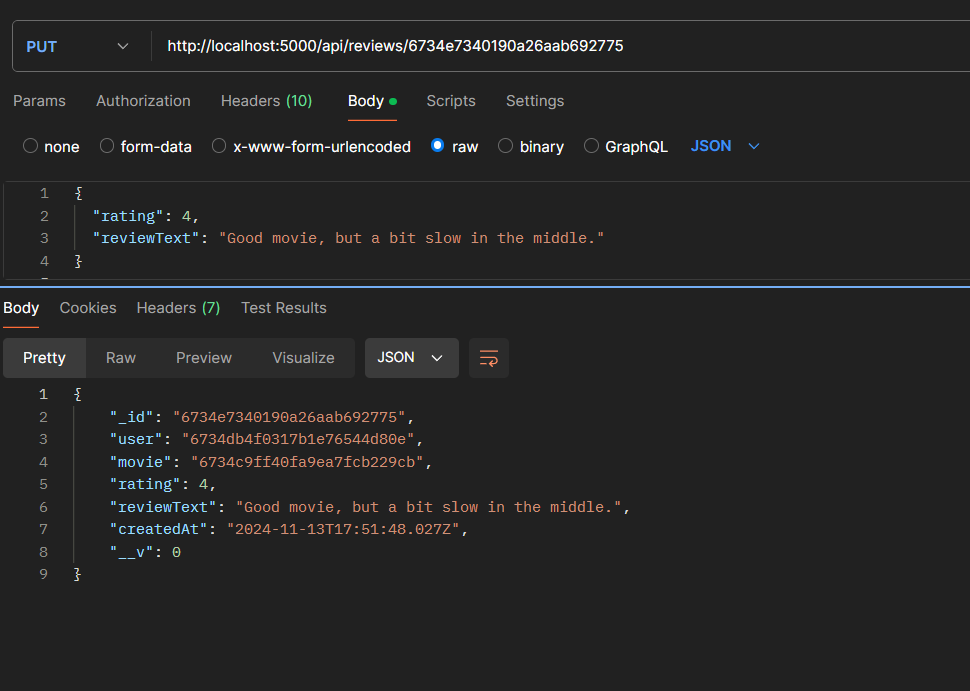 PUT http://localhost:5000/api/reviews/6734e7340190a26aab692775
Params Authorization Headers (10) Body Scripts Settings
none form-data x-www-form-urlencoded raw binary GraphQL JSON
1 {
2 "rating": 4,
3 "reviewText": "Good movie, but a bit slow in the middle."
4 }
Body Cookies Headers (7) Test Results
Pretty Raw Preview Visualize JSON
1 {
2 "_id": "6734e7340190a26aab692775",
3 "user": "6734db4f0317b1e76544d80e",
4 "movie": "6734c9ff40fa9ea7fcb229cb",
5 "rating": 4,
6 "reviewText": "Good movie, but a bit slow in the middle.",
7 "createdAt": "2024-11-13T17:51:48.027Z",
8 "__v": 0
9 }